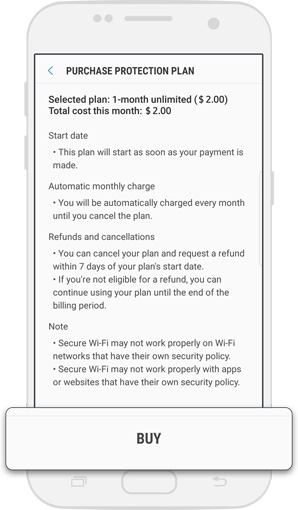 PURCHASE PROTECTION PLAN
Selected plan: 1-month unlimited ($ 2.00)
Total cost this month: $ 2.00
Start date
• This plan will start as soon as your payment is
made.
Automatic monthly charge
• You will be automatically charged every month
until you cancel the plan.
Refunds and cancellations
• You can cancel your plan and request a refund
within 7 days of your plan's start date.
• If you're not eligible for a refund, you can
continue using your plan until the end of the
billing period.
Note
• Secure Wi-Fi may not work properly on Wi-Fi
networks that have their own security policy.
• Secure Wi-Fi may not work properly with apps
or websites that have their own security policy.
BUY